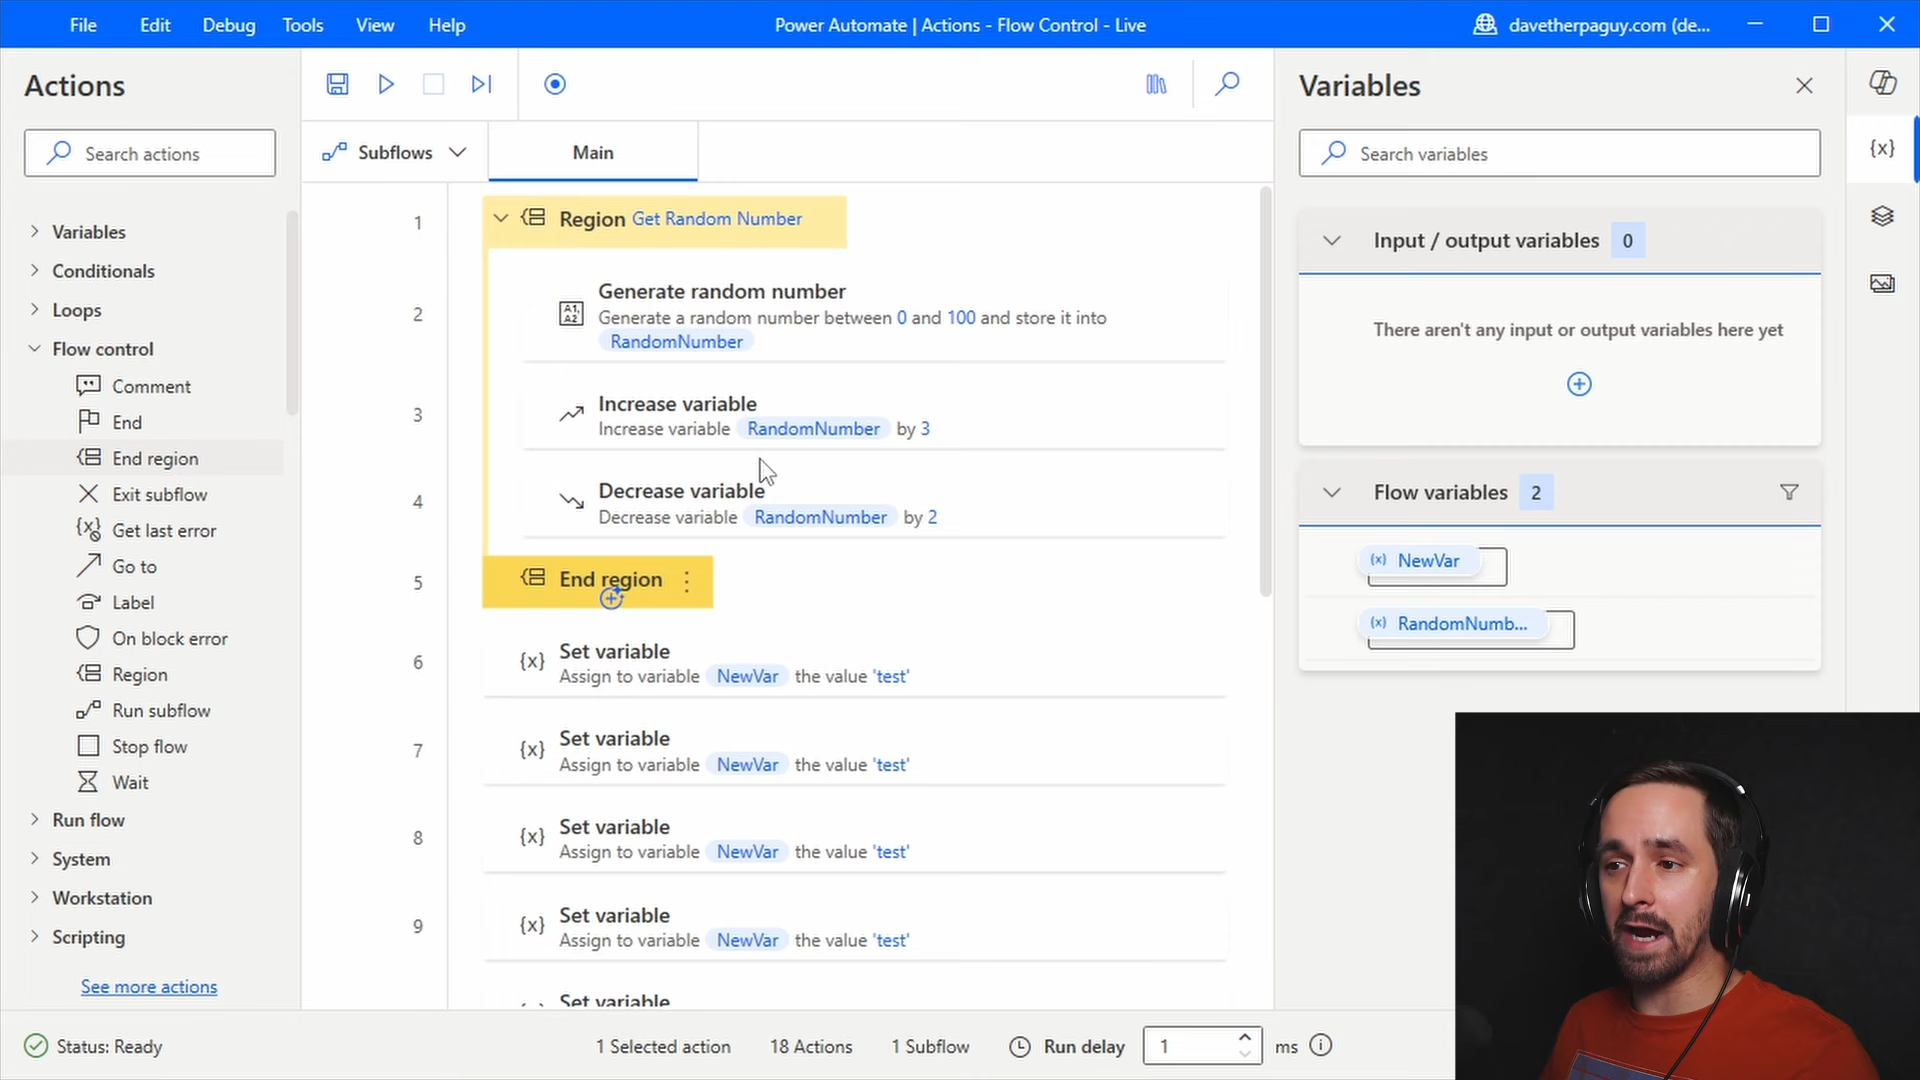 File Edit Debug Tools View Help
Power Automate | Actions - Flow Control - Live
davetherpaguy.com (de...
Actions
Search actions
Variables
Conditionals
Loops
Flow control
Comment
End
End region
Exit subflow
Get last error
Go to
Label
On block error
Region
Run subflow
Stop flow
Wait
Run flow
System
Workstation
Scripting
See more actions
Subflows
Main
1
Region Get Random Number
2
Generate random number
Generate a random number between 0 and 100 and store it into
RandomNumber
3
Increase variable
Increase variable RandomNumber by 3
4
Decrease variable
Decrease variable RandomNumber by 2
5
End region
6
Set variable
Assign to variable NewVar the value 'test'
7
Set variable
Assign to variable NewVar the value 'test'
8
Set variable
Assign to variable NewVar the value 'test'
9
Set variable
Assign to variable NewVar the value 'test'
Set variable
Variables
Search variables
Input / output variables 0
There aren't any input or output variables here yet
Flow variables 2
(x) NewVar
(x) RandomNumb...
{x}
Status: Ready
1 Selected action
18 Actions
1 Subflow
Run delay
1
ms